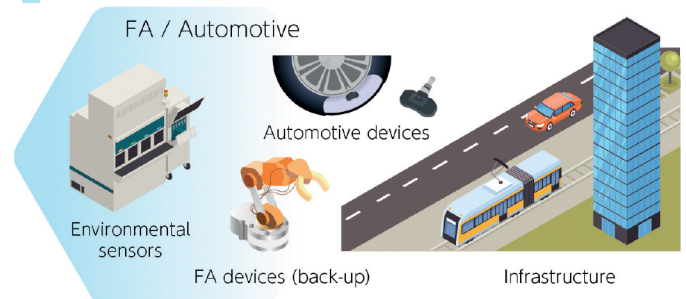 FA / Automotive
Automotive devices
Environmental
sensors
FA devices (back-up)
Infrastructure